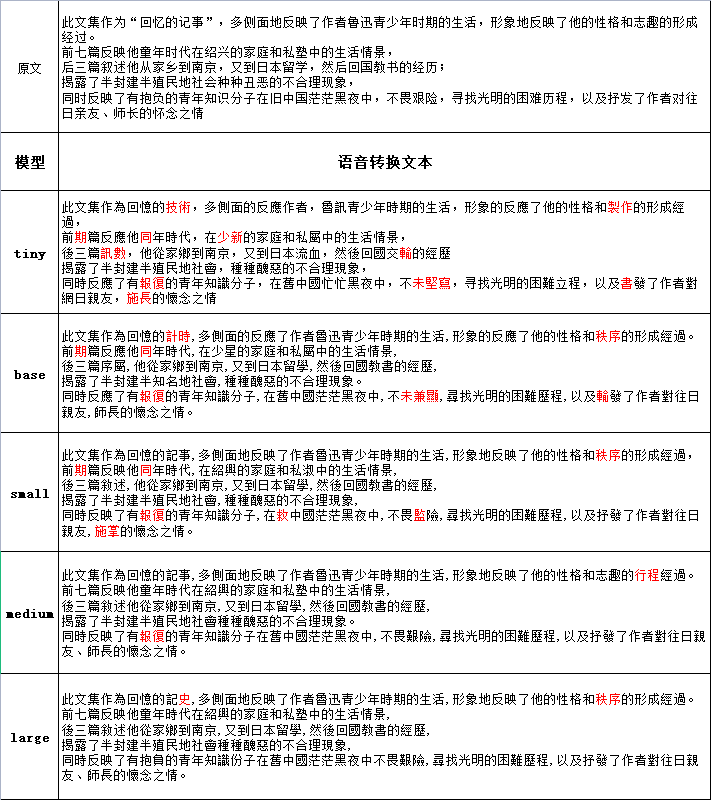 原文
此文集作为“回忆的记事”,多侧面地反映了作者鲁迅青少年时期的生活，形象地反映了他的性格和志趣的形成
经过。
前七篇反映他童年时代在绍兴的家庭和私塾中的生活情景，
后三篇叙述他从家乡到南京，又到日本留学，然后回国教书的经历；
揭露了半封建半殖民地社会种种丑恶的不合理现象，
同时反映了有抱负的青年知识分子在旧中国茫茫黑夜中，不畏艰险，寻找光明的困难历程，以及抒发了作者对往
日亲友、师长的怀念之情
模型
语音转换文本
tiny
此文集作為回憶的技術，多側面的反應作者，魯訊青少年時期的生活，形象的反應了他的性格和製作的形成經
過，
前期篇反應他同年時代，在少新的家庭和私屬中的生活情景，
後三篇訊數，他從家鄉到南京，又到日本流血，然後回國交輪的經歷
揭露了半封建半殖民地社會，種種醜惡的不合理現象，
同時反應了有報復的青年知識分子，在舊中國忙忙黑夜中，不未堅寫，寻找光明的困難立程，以及書發了作者對
網日親友，施長的懷念之情
base
此文集作為回憶的計時,多側面的反應了作者魯迅青少年時期的生活,形象的反應了他的性格和秩序的形成經過。
前期篇反應他同年時代,在少星的家庭和私屬中的生活情景,
後三篇序屬,他從家鄉到南京,又到日本留學,然後回國教書的經歷,
揭露了半封建半知名地社會,種種醜惡的不合理現象。
同時反應了有報復的青年知識分子,在舊中國茫茫黑夜中,不未兼顯,尋找光明的困難歷程,以及輸發了作者對往日
親友,師長的懷念之情。
small
此文集作為回憶的記事,多側面地反映了作者魯迅青少年時期的生活,形象地反映了他的性格和秩序的形成經過，
前期篇反映他同年時代,在紹興的家庭和私淑中的生活情景,
後三篇敘述,他從家鄉到南京,又到日本留學,然後回國教書的經歷,
揭露了半封建半殖民地社會,種種醜惡的不合理現象,
同時反映了有報復的青年知識分子,在救中國茫茫黑夜中,不畏監險,尋找光明的困難歷程,以及抒發了作者對往日
親友,施掌的懷念之情。
medium
此文集作為回憶的記事,多側面地反映了作者魯迅青少年時期的生活,形象地反映了他的性格和志趣的行程經過。
前七篇反映他童年時代在紹興的家庭和私塾中的生活情景,
後三篇敘述他從家鄉到南京,又到日本留學,然後回國教書的經歷,
揭露了半封建半殖民地社會種種醜惡的不合理現象。
同時反映了有報復的青年知識分子在舊中國茫茫黑夜中,不畏艱險,尋找光明的困難歷程,以及抒發了作者對往日親
友、師長的懷念之情。
large
此文集作為回憶的記史,多側面地反映了作者魯迅青少年時期的生活,形象地反映了他的性格和秩序的形成經過。
前七篇反映他童年時代在紹興的家庭和私塾中的生活情景,
後三篇敘述他從家鄉到南京,又到日本留學,然後回國教書的經歷,
揭露了半封建半殖民地社會種種醜惡的不合理現象,
同時反映了有抱負的青年知識份子在舊中國茫茫黑夜中不畏艱險,尋找光明的困難歷程,以及抒發了作者對往日親
友、師長的懷念之情。